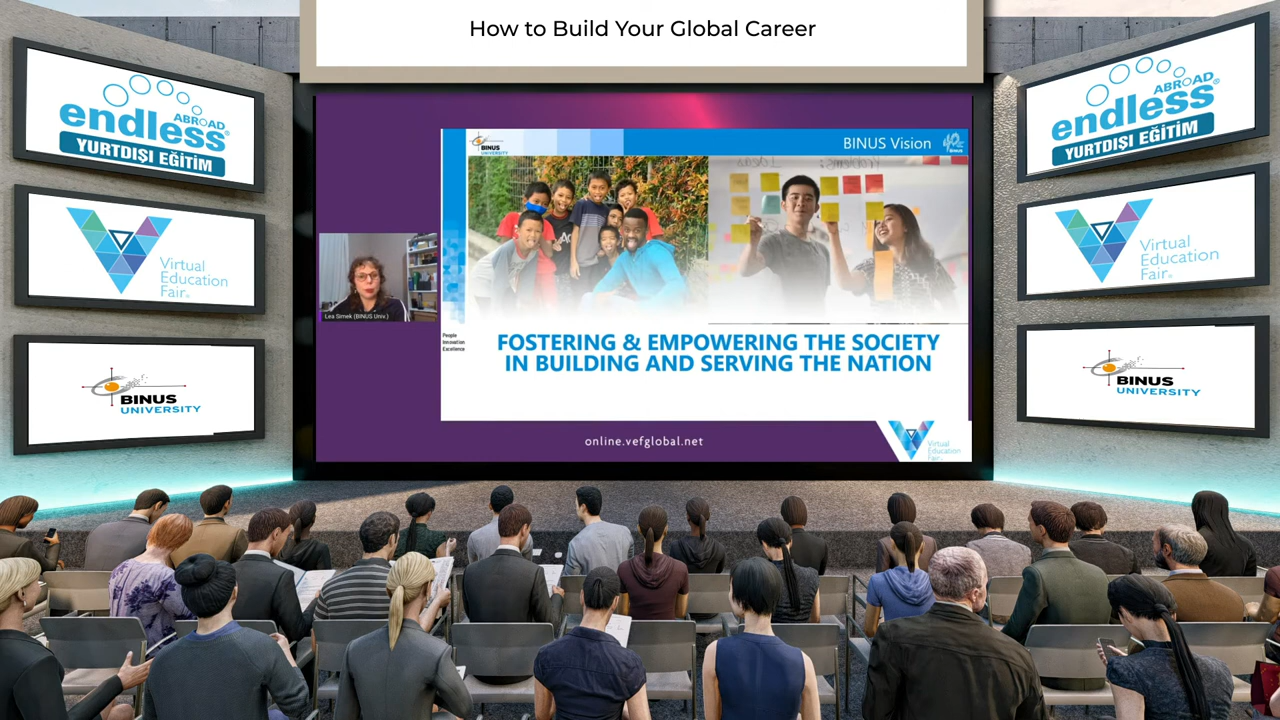 How to Build Your Global Career
ABROAD
endless®
YURTDIŞI EĞİTİM
Virtual
Education
Fair®
BINUS
UNIVERSITY
BINUS
UNIVERSITY
BINUS Vision
Lea Simek (BINUS Univ.)
People
Innovation
Excellence
FOSTERING & EMPOWERING THE SOCIETY
IN BUILDING AND SERVING THE NATION
online.vefglobal.net
Virtual
Education
Fair
ABROAD
endless®
YURTDIŞI EĞİTİM
Virtual
Education
Fair®
BINUS
UNIVERSITY